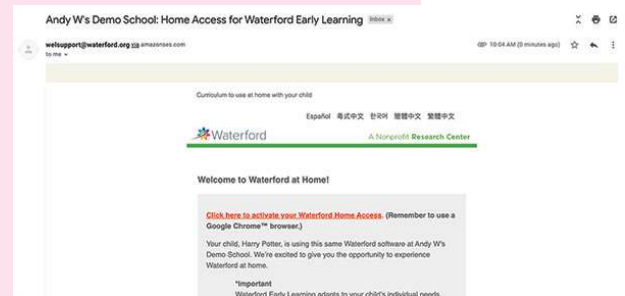 Andy W's Demo School: Home Access for Waterford Early Learning Inbox x
welsupport@waterford.org via amazonses.com
10:04 AM (0 minutes ago)
to me
Curriculum to use at home with your child
Español 粵式中文 한국어 簡體中文 繁體中文
Waterford
A Nonprofit Research Center
Welcome to Waterford at Home!
Click here to activate your Waterford Home Access. (Remember to use a
Google Chrome™ browser.)
Your child, Harry Potter, is using this same Waterford software at Andy W's
Demo School. We're excited to give you the opportunity to experience
Waterford at home.
*Important
Waterford Early Learning adapts to your child's individual needs.